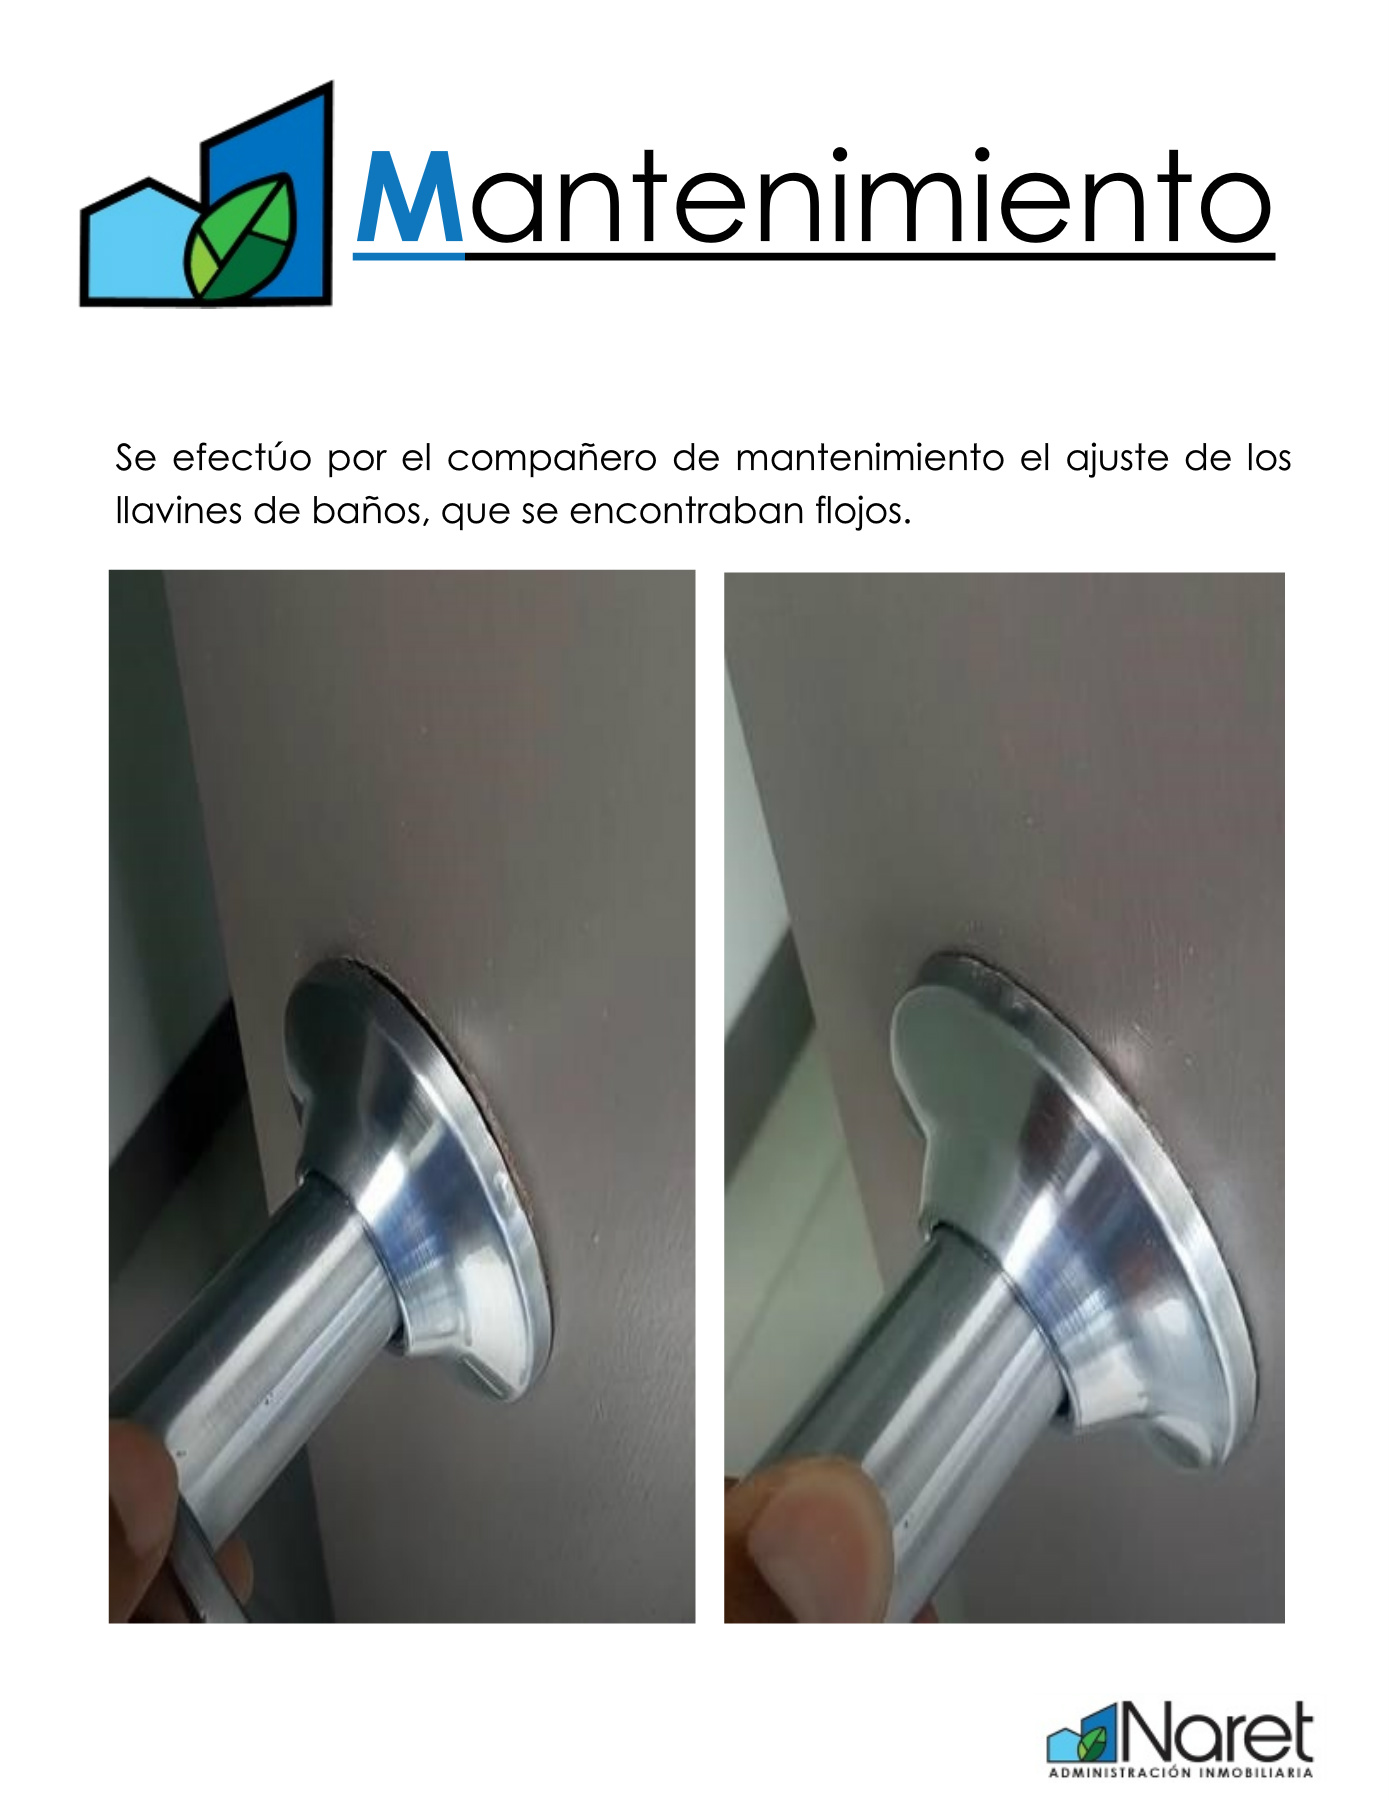 Mantenimiento
Se efectúo por el compañero de mantenimiento el ajuste de los
llavines de baños, que se encontraban flojos.
Naret
ADMINISTRACIÓN INMOBILIARIA